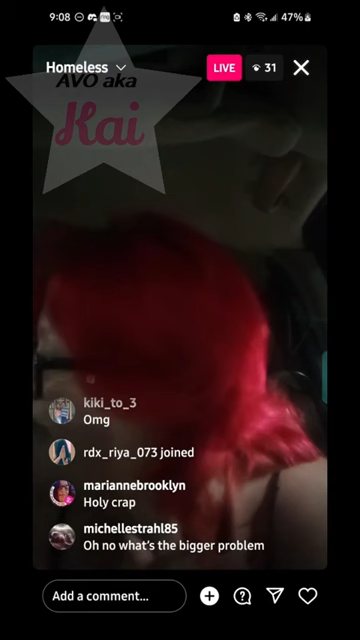 9:08
47%
Homeless
LIVE
31
AVO aka
Kai
kiki_to_3
Omg
rdx_riya_073 joined
mariannebrooklyn
Holy crap
michellestrahl85
Oh no what's the bigger problem
Add a comment...